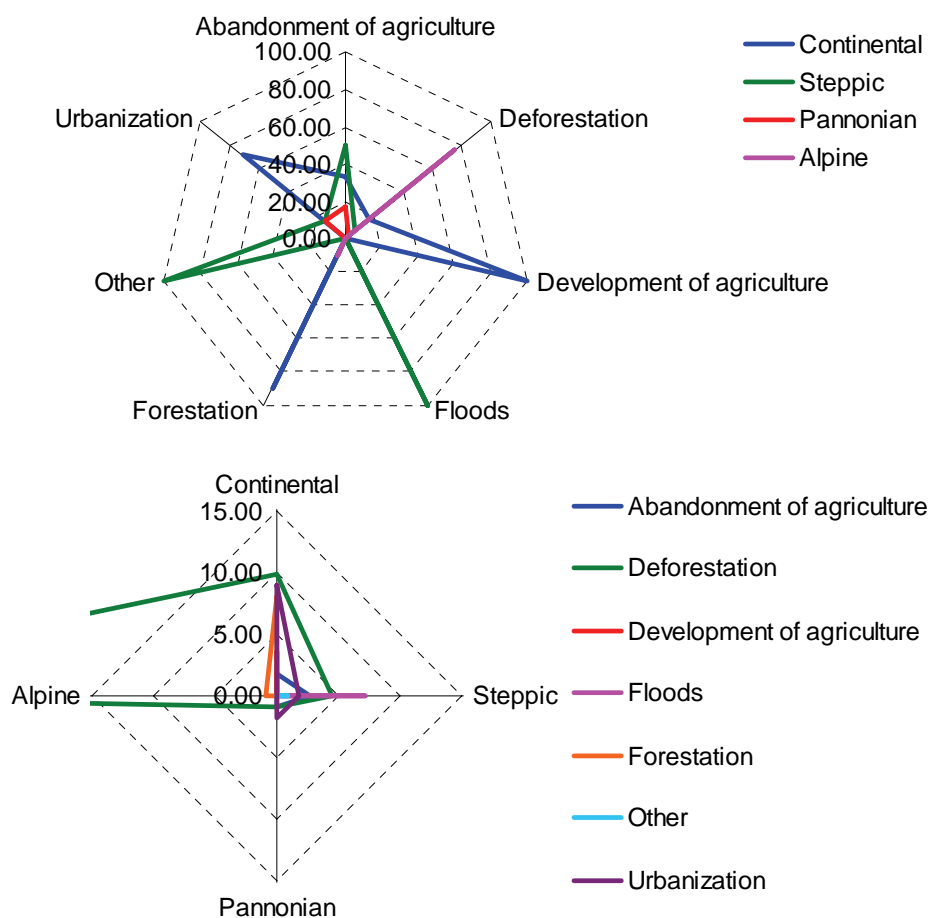 Abandonment of agriculture
100.00
80.00
60.00
40.00
20.00
0.00
Urbanization
Deforestation
Other
Development of agriculture
Forestation
Floods
Continental
Steppic
Pannonian
Alpine
Continental
15.00
10.00
5.00
0.00
Alpine
Steppic
Pannonian
Abandonment of agriculture
Deforestation
Development of agriculture
Floods
Forestation
Other
Urbanization